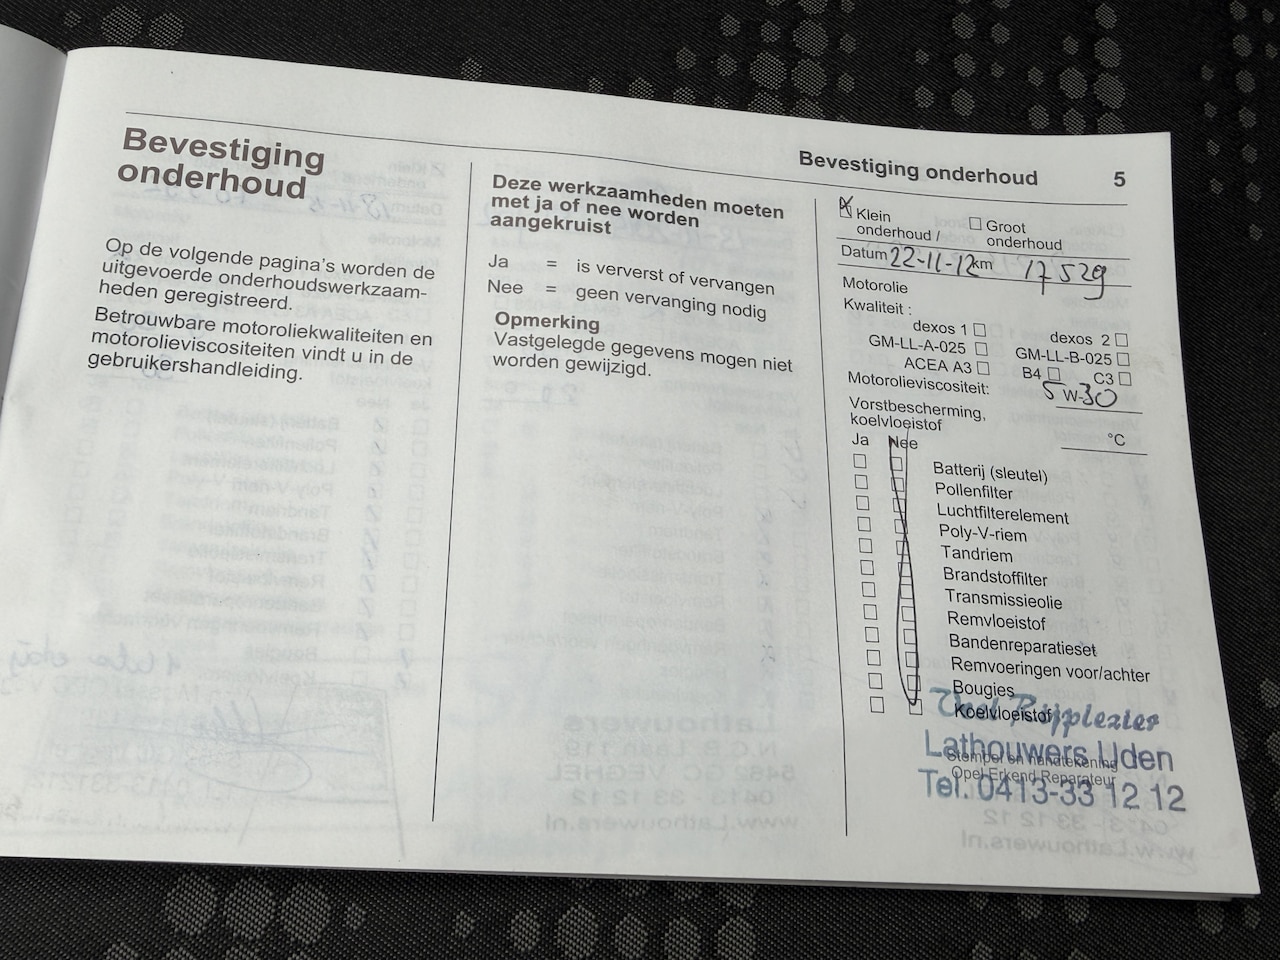 Bevestiging onderhoud 5
Bevestiging
onderhoud
Op de volgende pagina's worden de
uitgevoerde onderhoudswerkzaam-
heden geregistreerd.
Betrouwbare motoroliekwaliteiten en
motorolieviscositeiten vindt u in de
gebruikershandleiding.
Deze werkzaamheden moeten
met ja of nee worden
aangekruist
Ja = is ververst of vervangen
Nee = geen vervanging nodig
Opmerking
Vastgelegde gegevens mogen niet
worden gewijzigd.
Klein
onderhoud /
Groot
onderhoud
Datum 22-11-12 km 17529
Motorolie
Kwaliteit :
dexos 1 dexos 2
GM-LL-A-025 GM-LL-B-025
ACEA A3 B4 C3
Motorolieviscositeit: 5 W-30
Vorstbescherming,
koelvloeistof °C
Ja Nee
Batterij (sleutel)
Pollenfilter
Luchtfilterelement
Poly-V-riem
Tandriem
Brandstoffilter
Transmissieolie
Remvloeistof
Bandenreparatieset
Remvoeringen voor/achter
Bougies
Koelvloeistof
Opel Rijplezier
Lathouwers Uden
Stempel en handtekening
Opel Erkend Reparateur
Tel. 0413-33 12 12